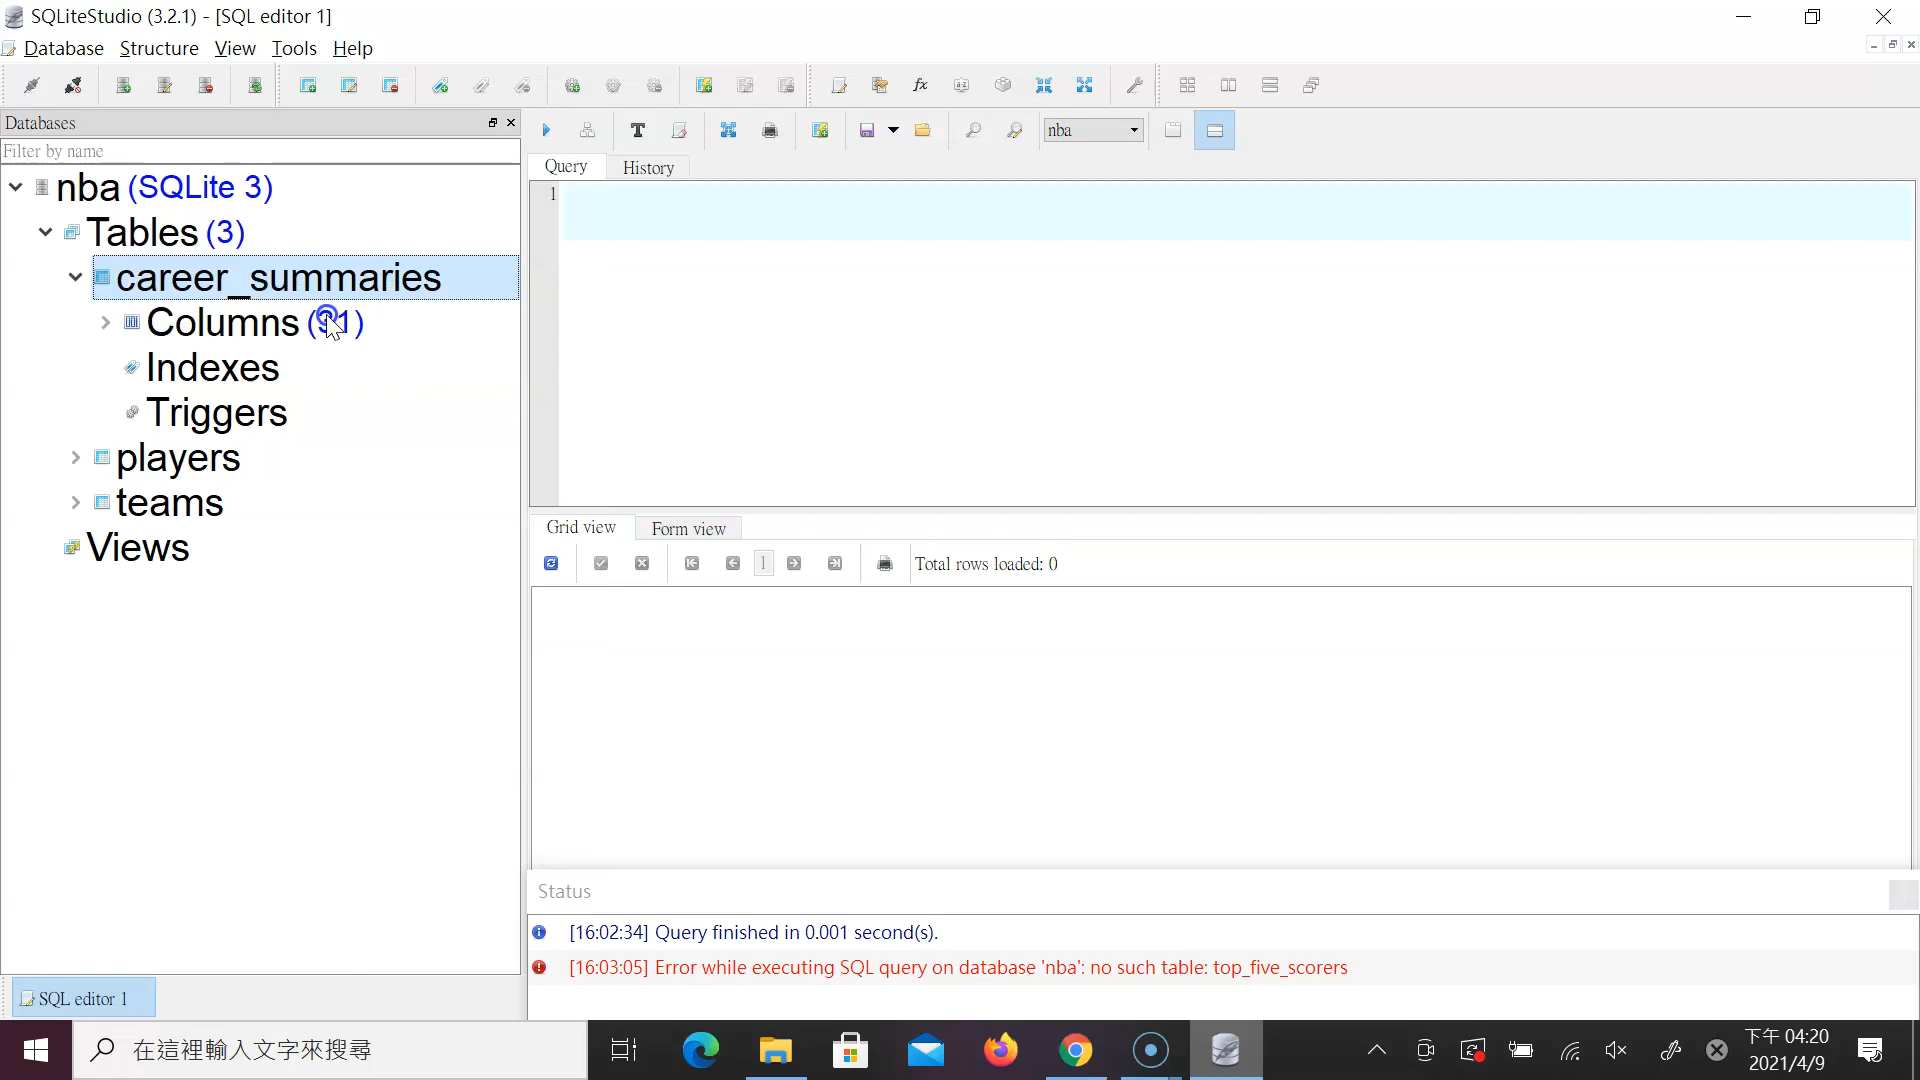 SQLiteStudio (3.2.1) - [SQL editor 1]
Database Structure View Tools Help
Databases
Filter by name
nba (SQLite 3)
Tables (3)
career_summaries
Columns
Indexes
Triggers
players
teams
Views
nba
Query History
1
Grid view Form view
1 Total rows loaded: 0
Status
[16:02:34] Query finished in 0.001 second(s).
[16:03:05] Error while executing SQL query on database 'nba': no such table: top_five_scorers
SQL editor 1
在這裡輸入文字來搜尋
下午 04:20
2021/4/9